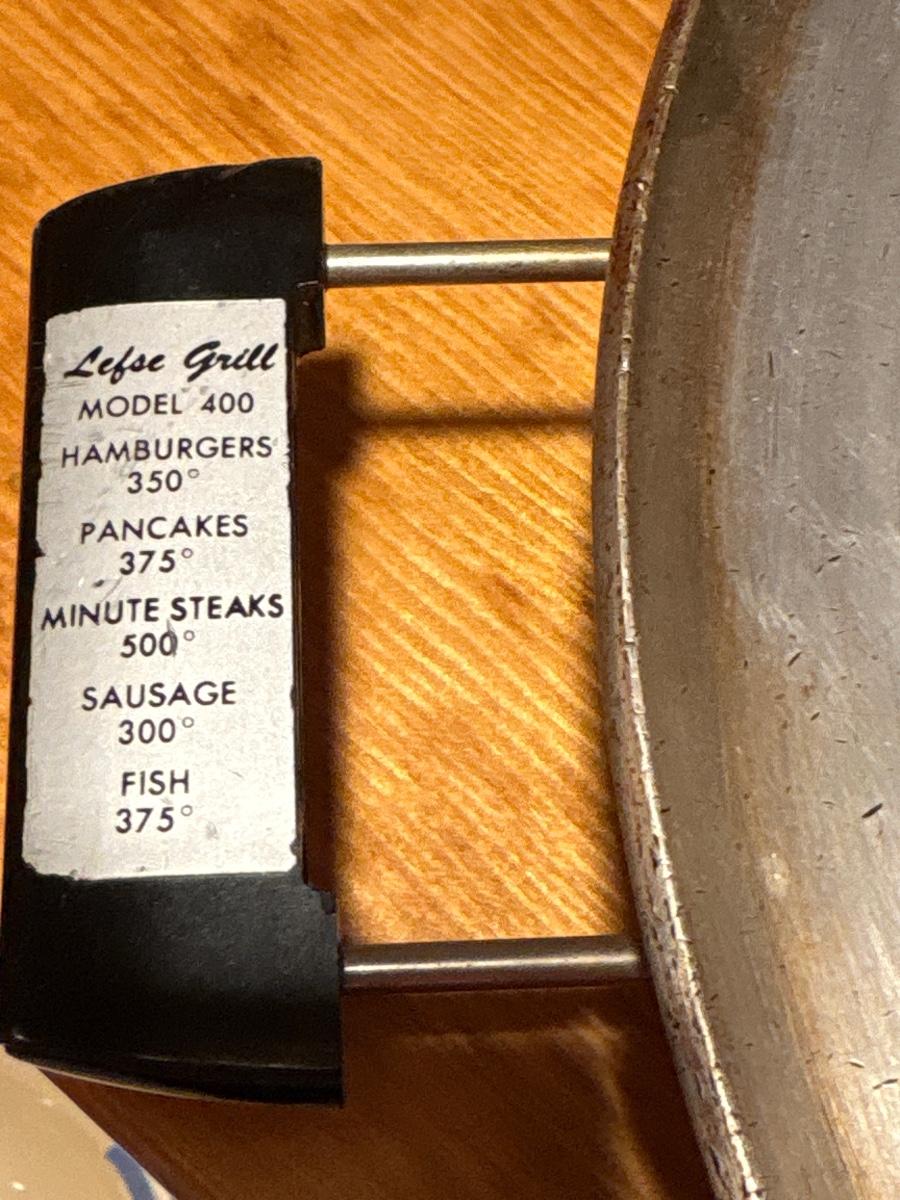 Lefse Grill
MODEL 400
HAMBURGERS
350°
PANCAKES
375°
MINUTE STEAKS
500°
SAUSAGE
300°
FISH
375°